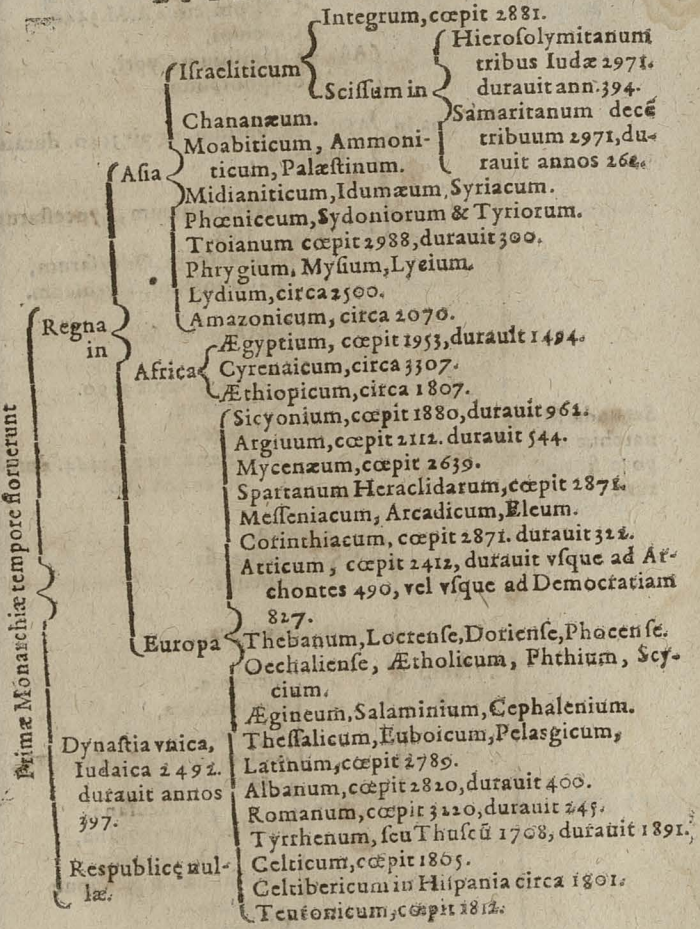 Primæ Monarchiæ tempore floruerunt
Regna
in
Asia
Iſraeliticum
Integrum, cœpit 2881.
Sciſſum in
Hieroſolymitanum
tribus Iudæ 2971.
durauit ann. 394.
Samaritanum decẽ
tribuum 2971, du-
rauit annos 262.
Chananæum.
Moabiticum, Ammoni-
ticum, Palæſtinum.
Midianiticum, Idumæum, Syriacum.
Phœniceum, Sydoniorum & Tyriorum.
Troianum cœpit 2988, durauit 300.
Phrygium, Myſium, Lycium.
Lydium, circa 2500.
Amazonicum, circa 2070.
Africa
Ægyptium, cœpit 1953, durauit 1494.
Cyrenaicum, circa 3307.
Æthiopicum, circa 1807.
Europa
Sicyonium, cœpit 1880, durauit 962.
Argiuum, cœpit 2112. durauit 544.
Mycenæum, cœpit 2639.
Spartanum Heraclidarum, cœpit 2871.
Meſſeniacum, Arcadicum, Eleum.
Corinthiacum, cœpit 2871. durauit 322.
Atticum, cœpit 2412, durauit vſque ad Ar-
chontes 490, vel vſque ad Democratiam
827.
Thebanum, Locrenſe, Dorienſe, Phocenſe.
Oechalienſe, Ætholicum, Phthium, Scy-
cium.
Ægineum, Salaminium, Cephalenium.
Theſſalicum, Euboicum, Pelasgicum,
Latinum, cœpit 2789.
Albanum, cœpit 2820, durauit 400.
Romanum, cœpit 3220, durauit 245.
Tyrrhenum, ſeu Thuſcũ 1708, durauit 1891.
Celticum, cœpit 1805.
Celtibericum in Hiſpania circa 1801.
Teutonicum, cœpit 1812.
Dynaſtia vnica,
Iudaica 2492.
durauit annos
397.
Reſpublicę nul-
læ.